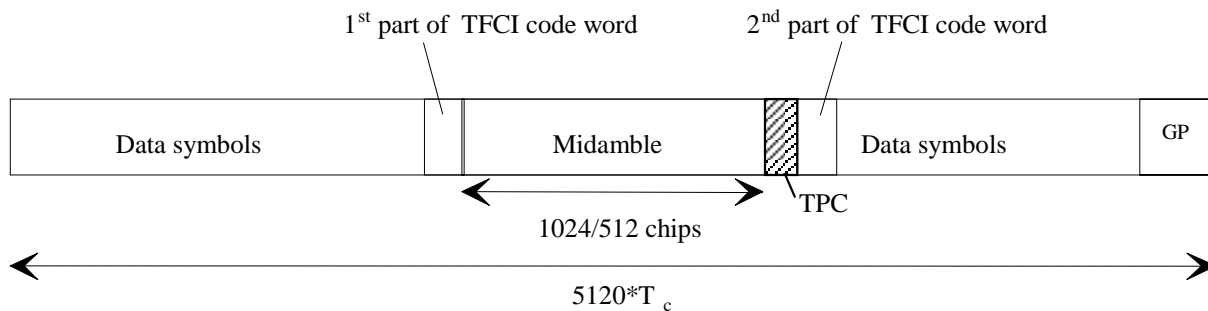 1st part of TFCI code word
2nd part of TFCI code word
Data symbols
Midamble
Data symbols
GP
TPC
1024/512 chips
5120*T c